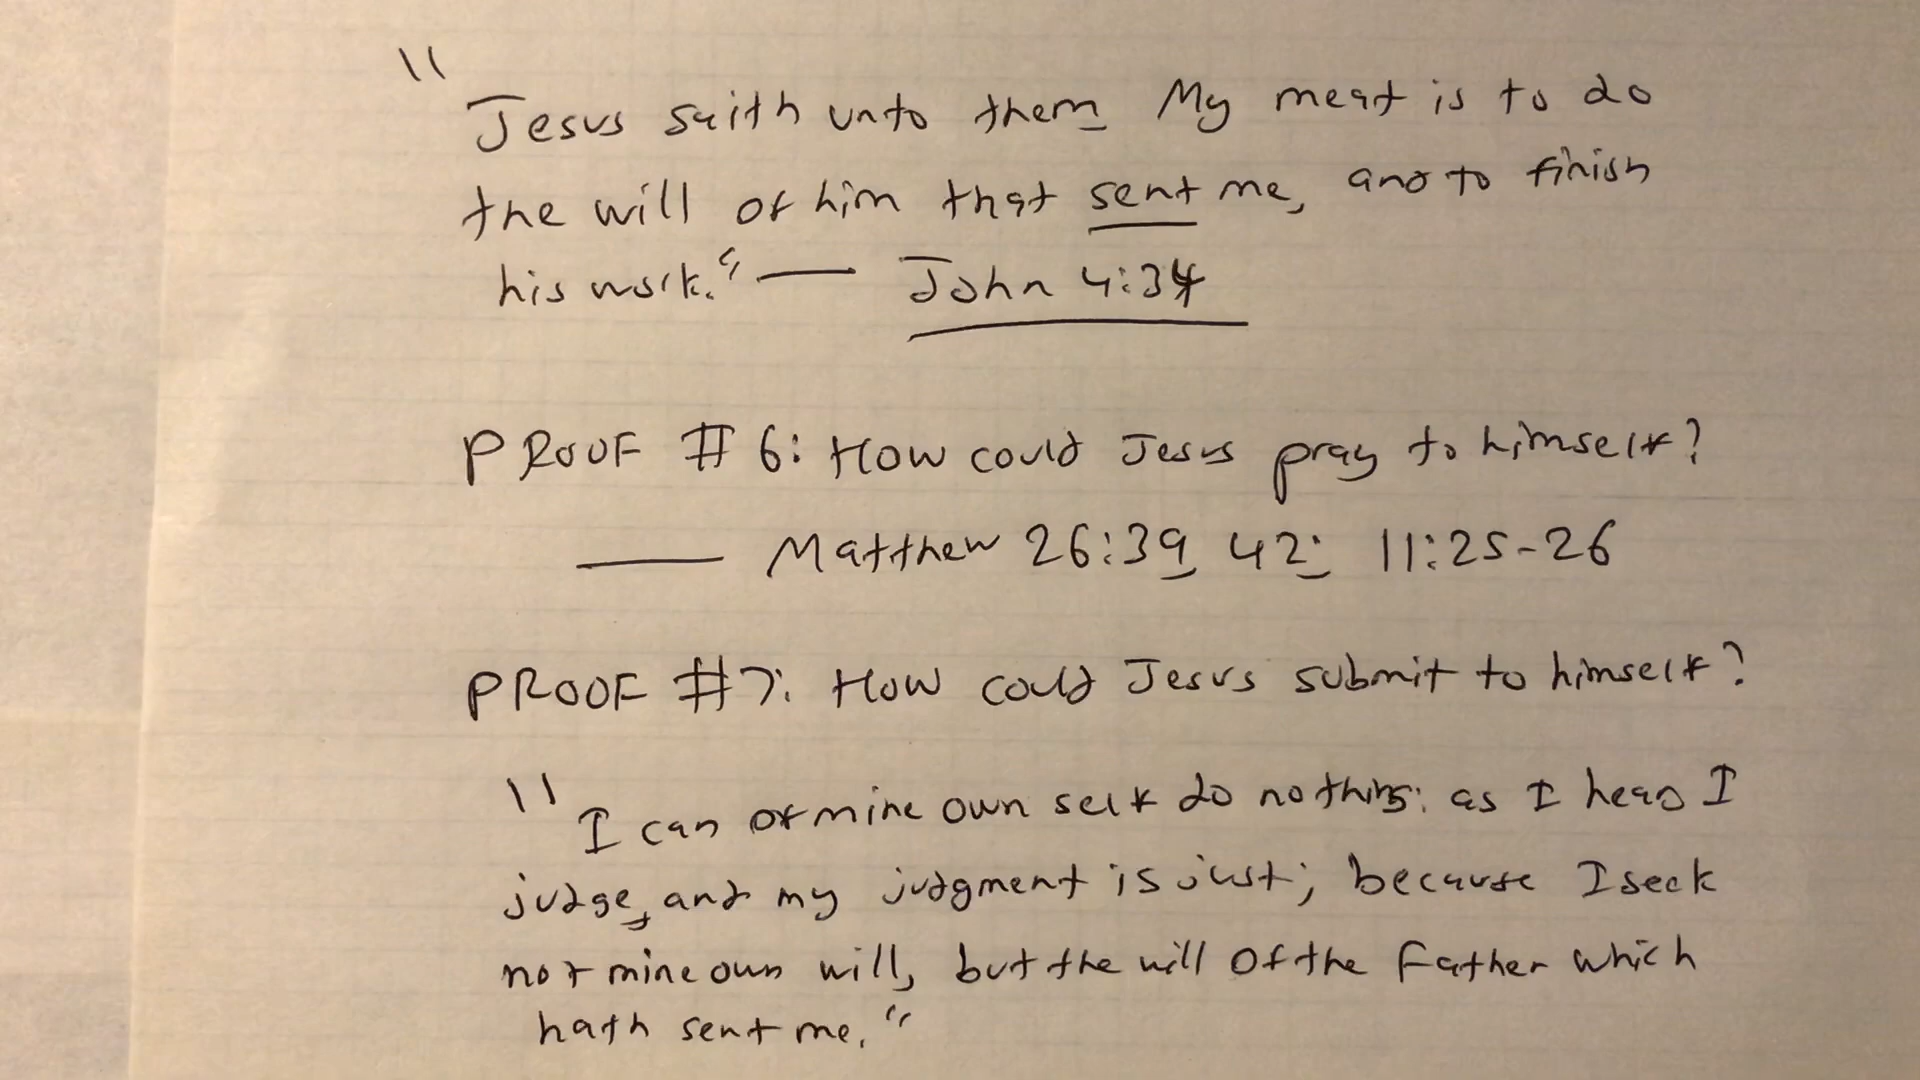 "Jesus saith unto them, My meat is to do
the will of him that sent me, and to finish
his work." — John 4:34
PROOF #6: How could Jesus pray to himself?
— Matthew 26:39, 42; 11:25-26
PROOF #7: How could Jesus submit to himself?
"I can of mine own self do nothing: as I hear, I
judge, and my judgment is just; because I seek
not mine own will, but the will of the Father which
hath sent me."